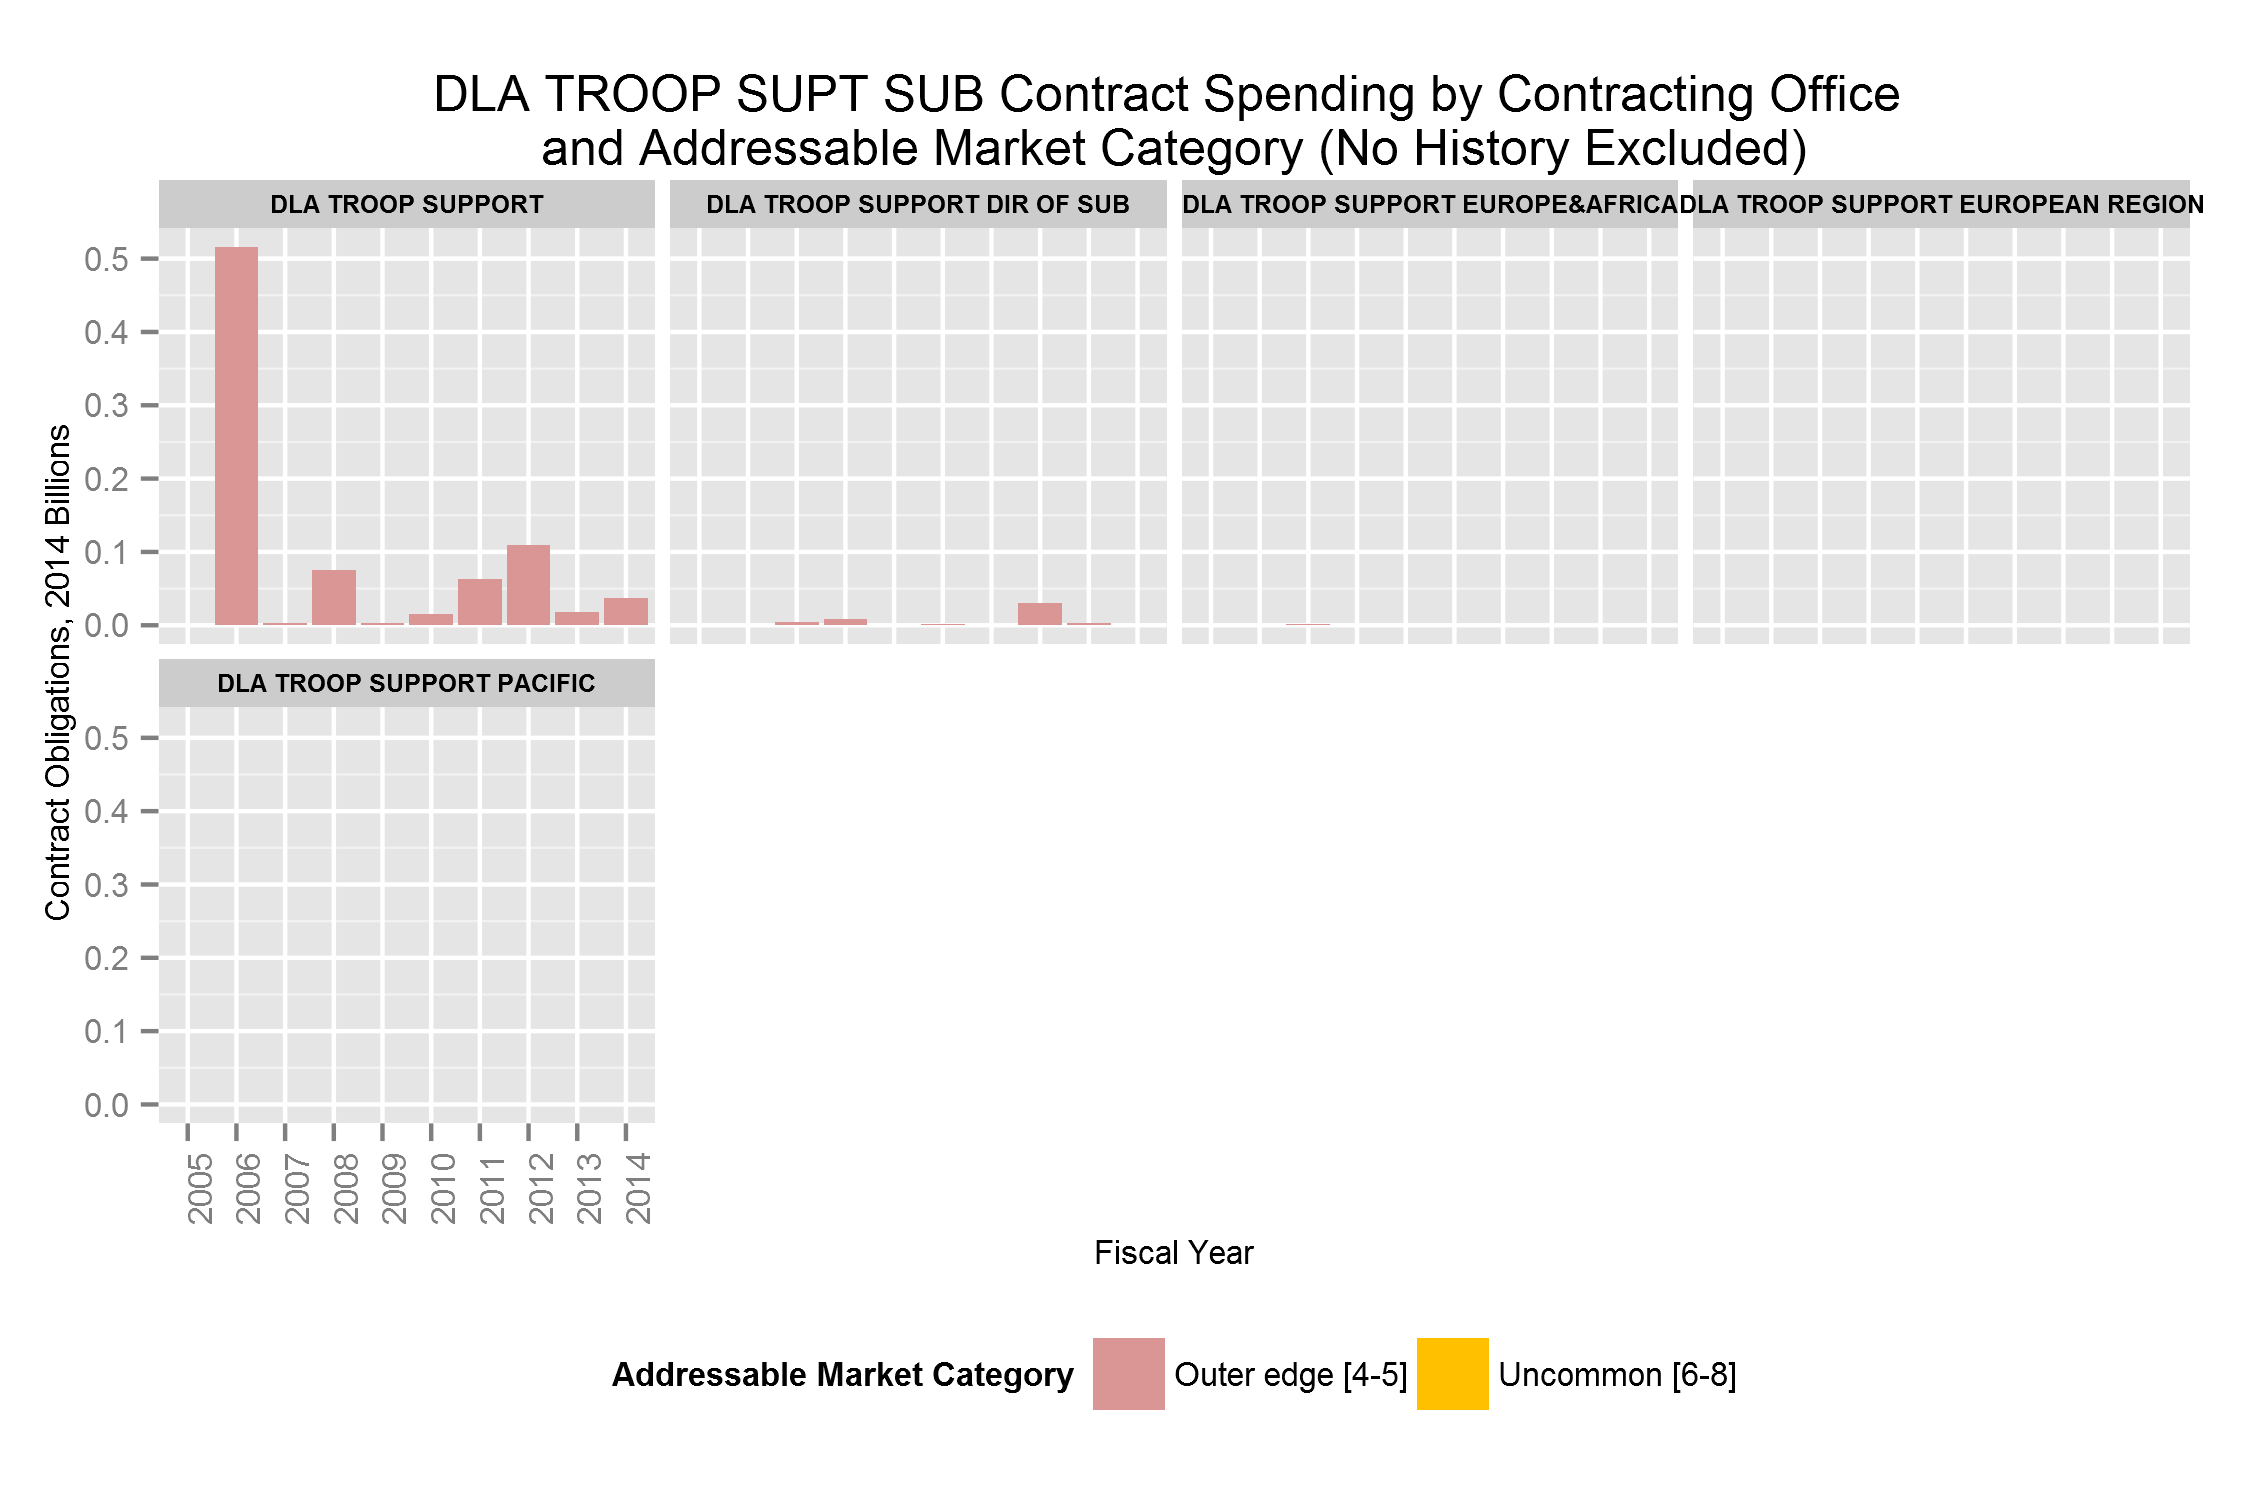 DLA TROOP SUPT SUB Contract Spending by Contracting Office
and Addressable Market Category (No History Excluded)
DLA TROOP SUPPORT
DLA TROOP SUPPORT DIR OF SUB
DLA TROOP SUPPORT EUROPE&AFRICA
DLA TROOP SUPPORT EUROPEAN REGION
0.5
0.4
0.3
0.2
0.1
0.0
Contract Obligations, 2014 Billions
DLA TROOP SUPPORT PACIFIC
0.5
0.4
0.3
0.2
0.1
0.0
2005
2006
2007
2008
2009
2010
2011
2012
2013
2014
Fiscal Year
Addressable Market Category
Outer edge [4-5]
Uncommon [6-8]